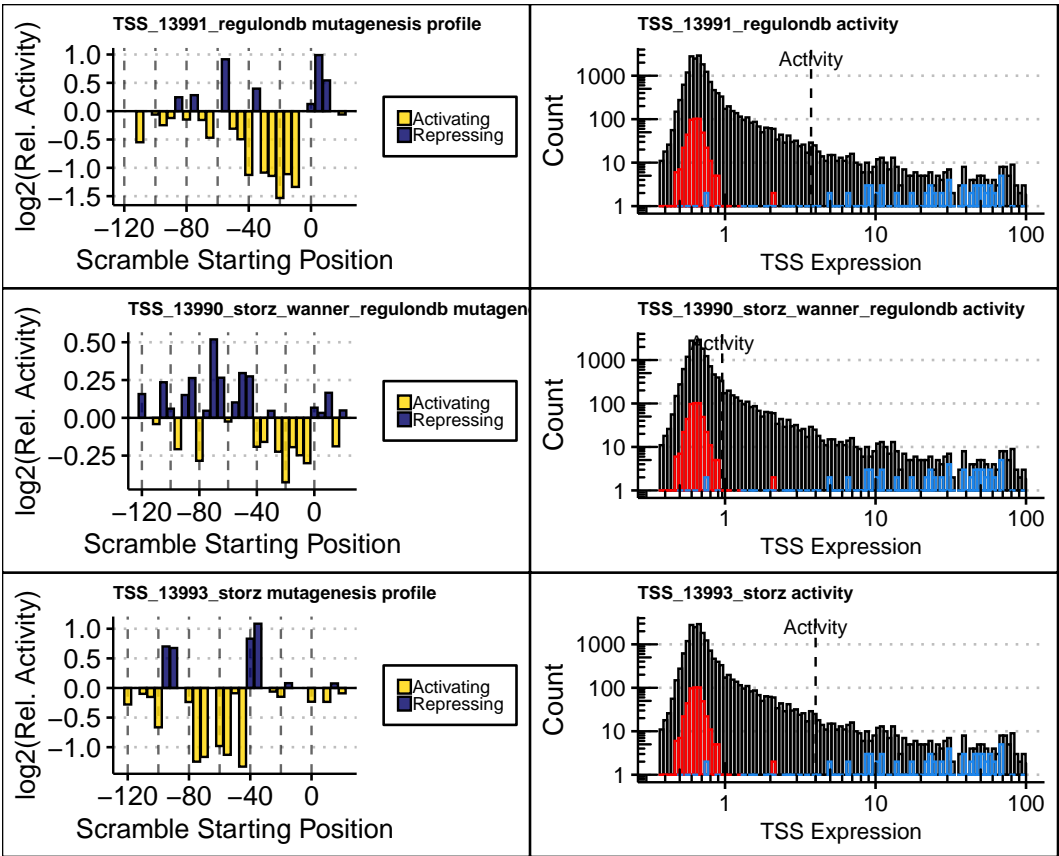 TSS_13991_regulondb mutagenesis profile
log2(Rel. Activity)
1.0
0.5
0.0
−0.5
−1.0
−1.5
−120 −80 −40 0
Scramble Starting Position
Activating
Repressing
TSS_13991_regulondb activity
Activity
Count
1000
100
10
1
1 10 100
TSS Expression
TSS_13990_storz_wanner_regulondb mutagen
log2(Rel. Activity)
0.50
0.25
0.00
−0.25
−120 −80 −40 0
Scramble Starting Position
Activating
Repressing
TSS_13990_storz_wanner_regulondb activity
Activity
Count
1000
100
10
1
1 10 100
TSS Expression
TSS_13993_storz mutagenesis profile
log2(Rel. Activity)
1.0
0.5
0.0
−0.5
−1.0
−120 −80 −40 0
Scramble Starting Position
Activating
Repressing
TSS_13993_storz activity
Activity
Count
1000
100
10
1
1 10 100
TSS Expression